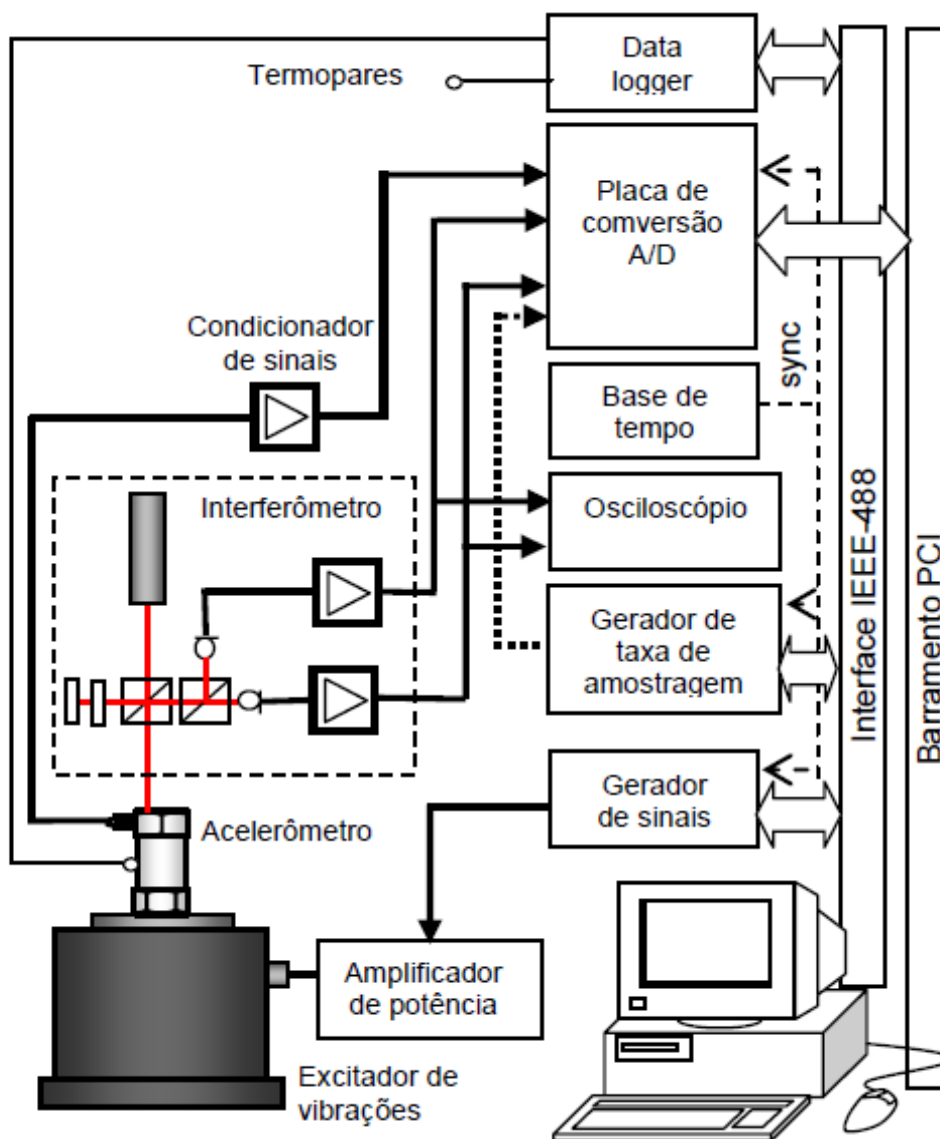 Data
logger
Termopares
Placa de
comversão
A/D
Condicionador
de sinais
sync
Base de
tempo
Interferômetro
Osciloscópio
Gerador de
taxa de
amostragem
Interface IEEE-488
Barramento PCI
Gerador
de sinais
Acelerômetro
Amplificador
de potência
Excitador de
vibrações